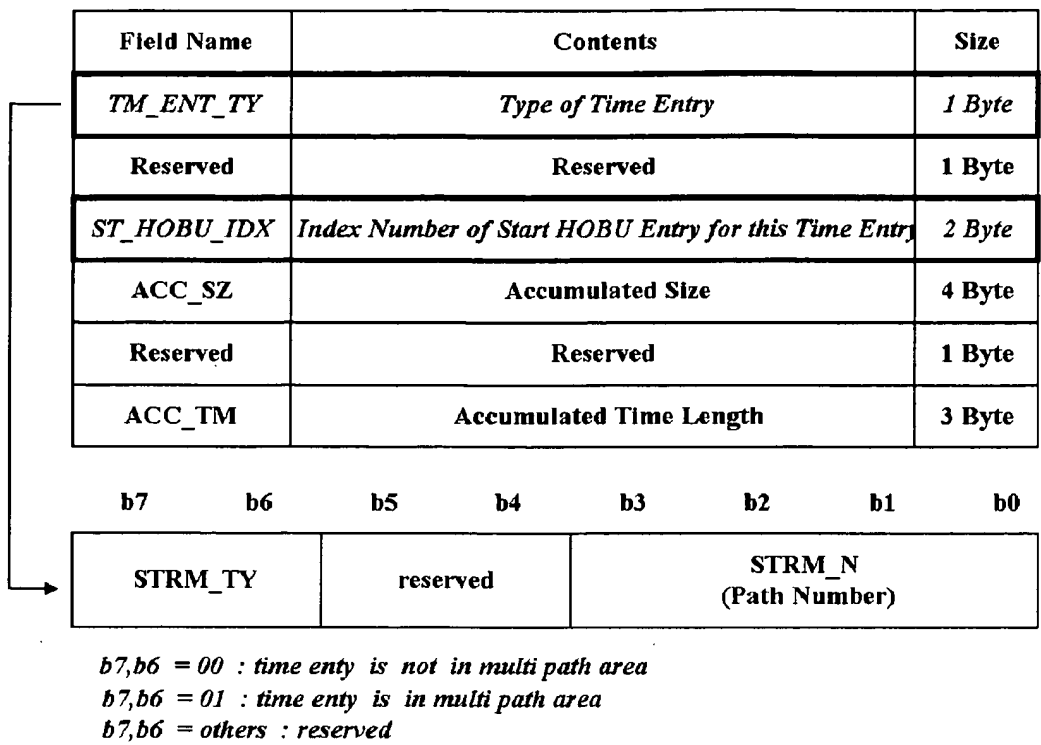 Field Name Contents Size
TM_ENT_TY Type of Time Entry 1 Byte
Reserved Reserved 1 Byte
ST_HOBU_IDX Index Number of Start HOBU Entry for this Time Entry 2 Byte
ACC_SZ Accumulated Size 4 Byte
Reserved Reserved 1 Byte
ACC_TM Accumulated Time Length 3 Byte
b7 b6 b5 b4 b3 b2 b1 b0
STRM_TY reserved STRM_N
(Path Number)
b7,b6 = 00 : time enty is not in multi path area
b7,b6 = 01 : time enty is in multi path area
b7,b6 = others : reserved